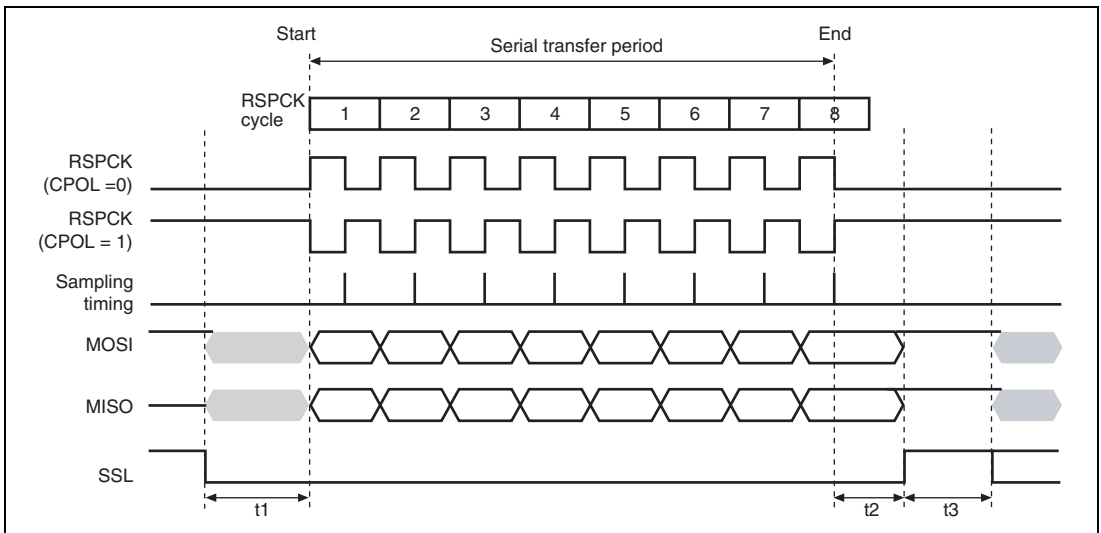 Start
End
Serial transfer period
RSPCK
cycle
1 2 3 4 5 6 7 8
RSPCK
(CPOL =0)
RSPCK
(CPOL = 1)
Sampling
timing
MOSI
MISO
SSL
t1
t2
t3